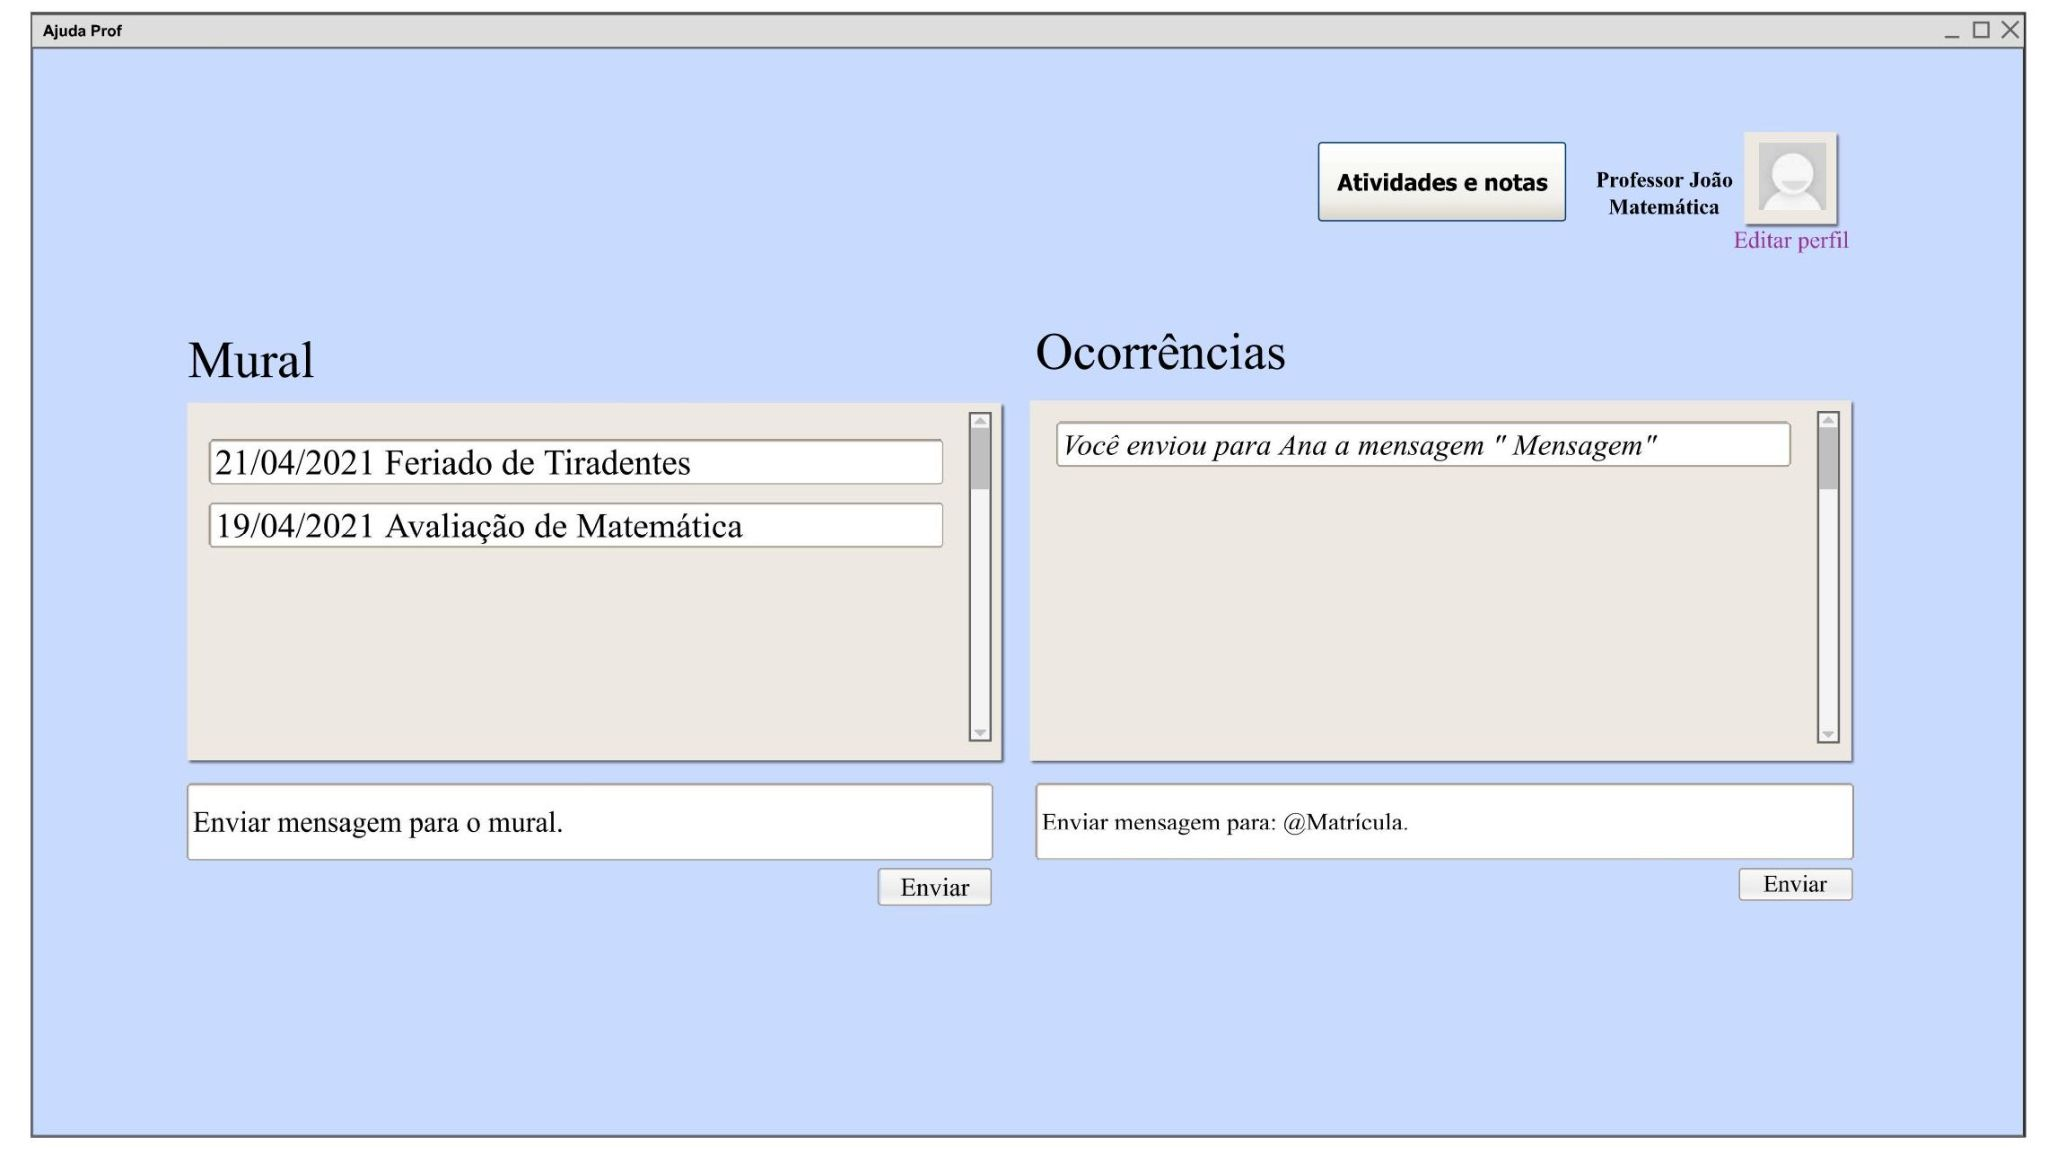 Ajuda Prof
Atividades e notas
Professor João
Matemática
Editar perfil
Mural
21/04/2021 Feriado de Tiradentes
19/04/2021 Avaliação de Matemática
Enviar mensagem para o mural.
Enviar
Ocorrências
Você enviou para Ana a mensagem " Mensagem"
Enviar mensagem para: @Matrícula.
Enviar